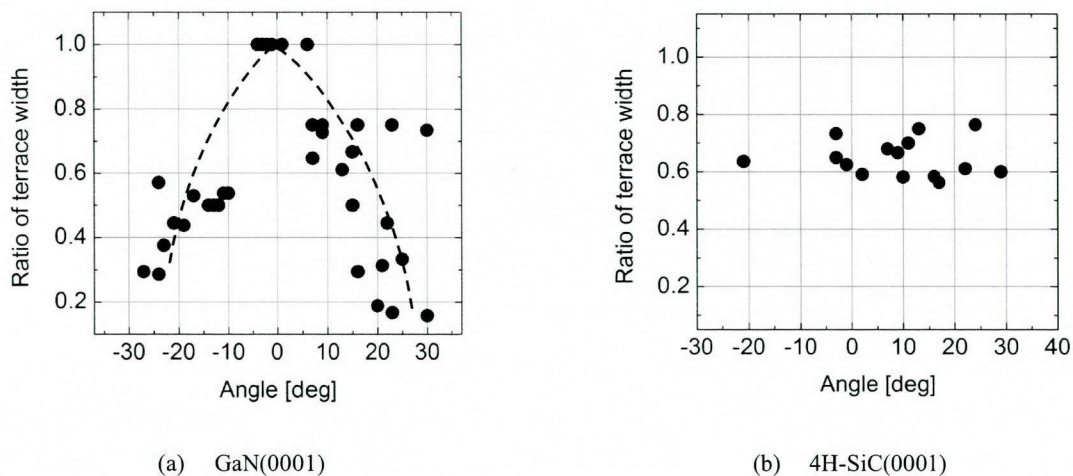 Ratio of terrace width
1.0
0.8
0.6
0.4
0.2
-30 -20 -10 0 10 20 30
Angle [deg]
(a) GaN(0001)
Ratio of terrace width
1.0
0.8
0.6
0.4
0.2
-30 -20 -10 0 10 20 30 40
Angle [deg]
(b) 4H-SiC(0001)